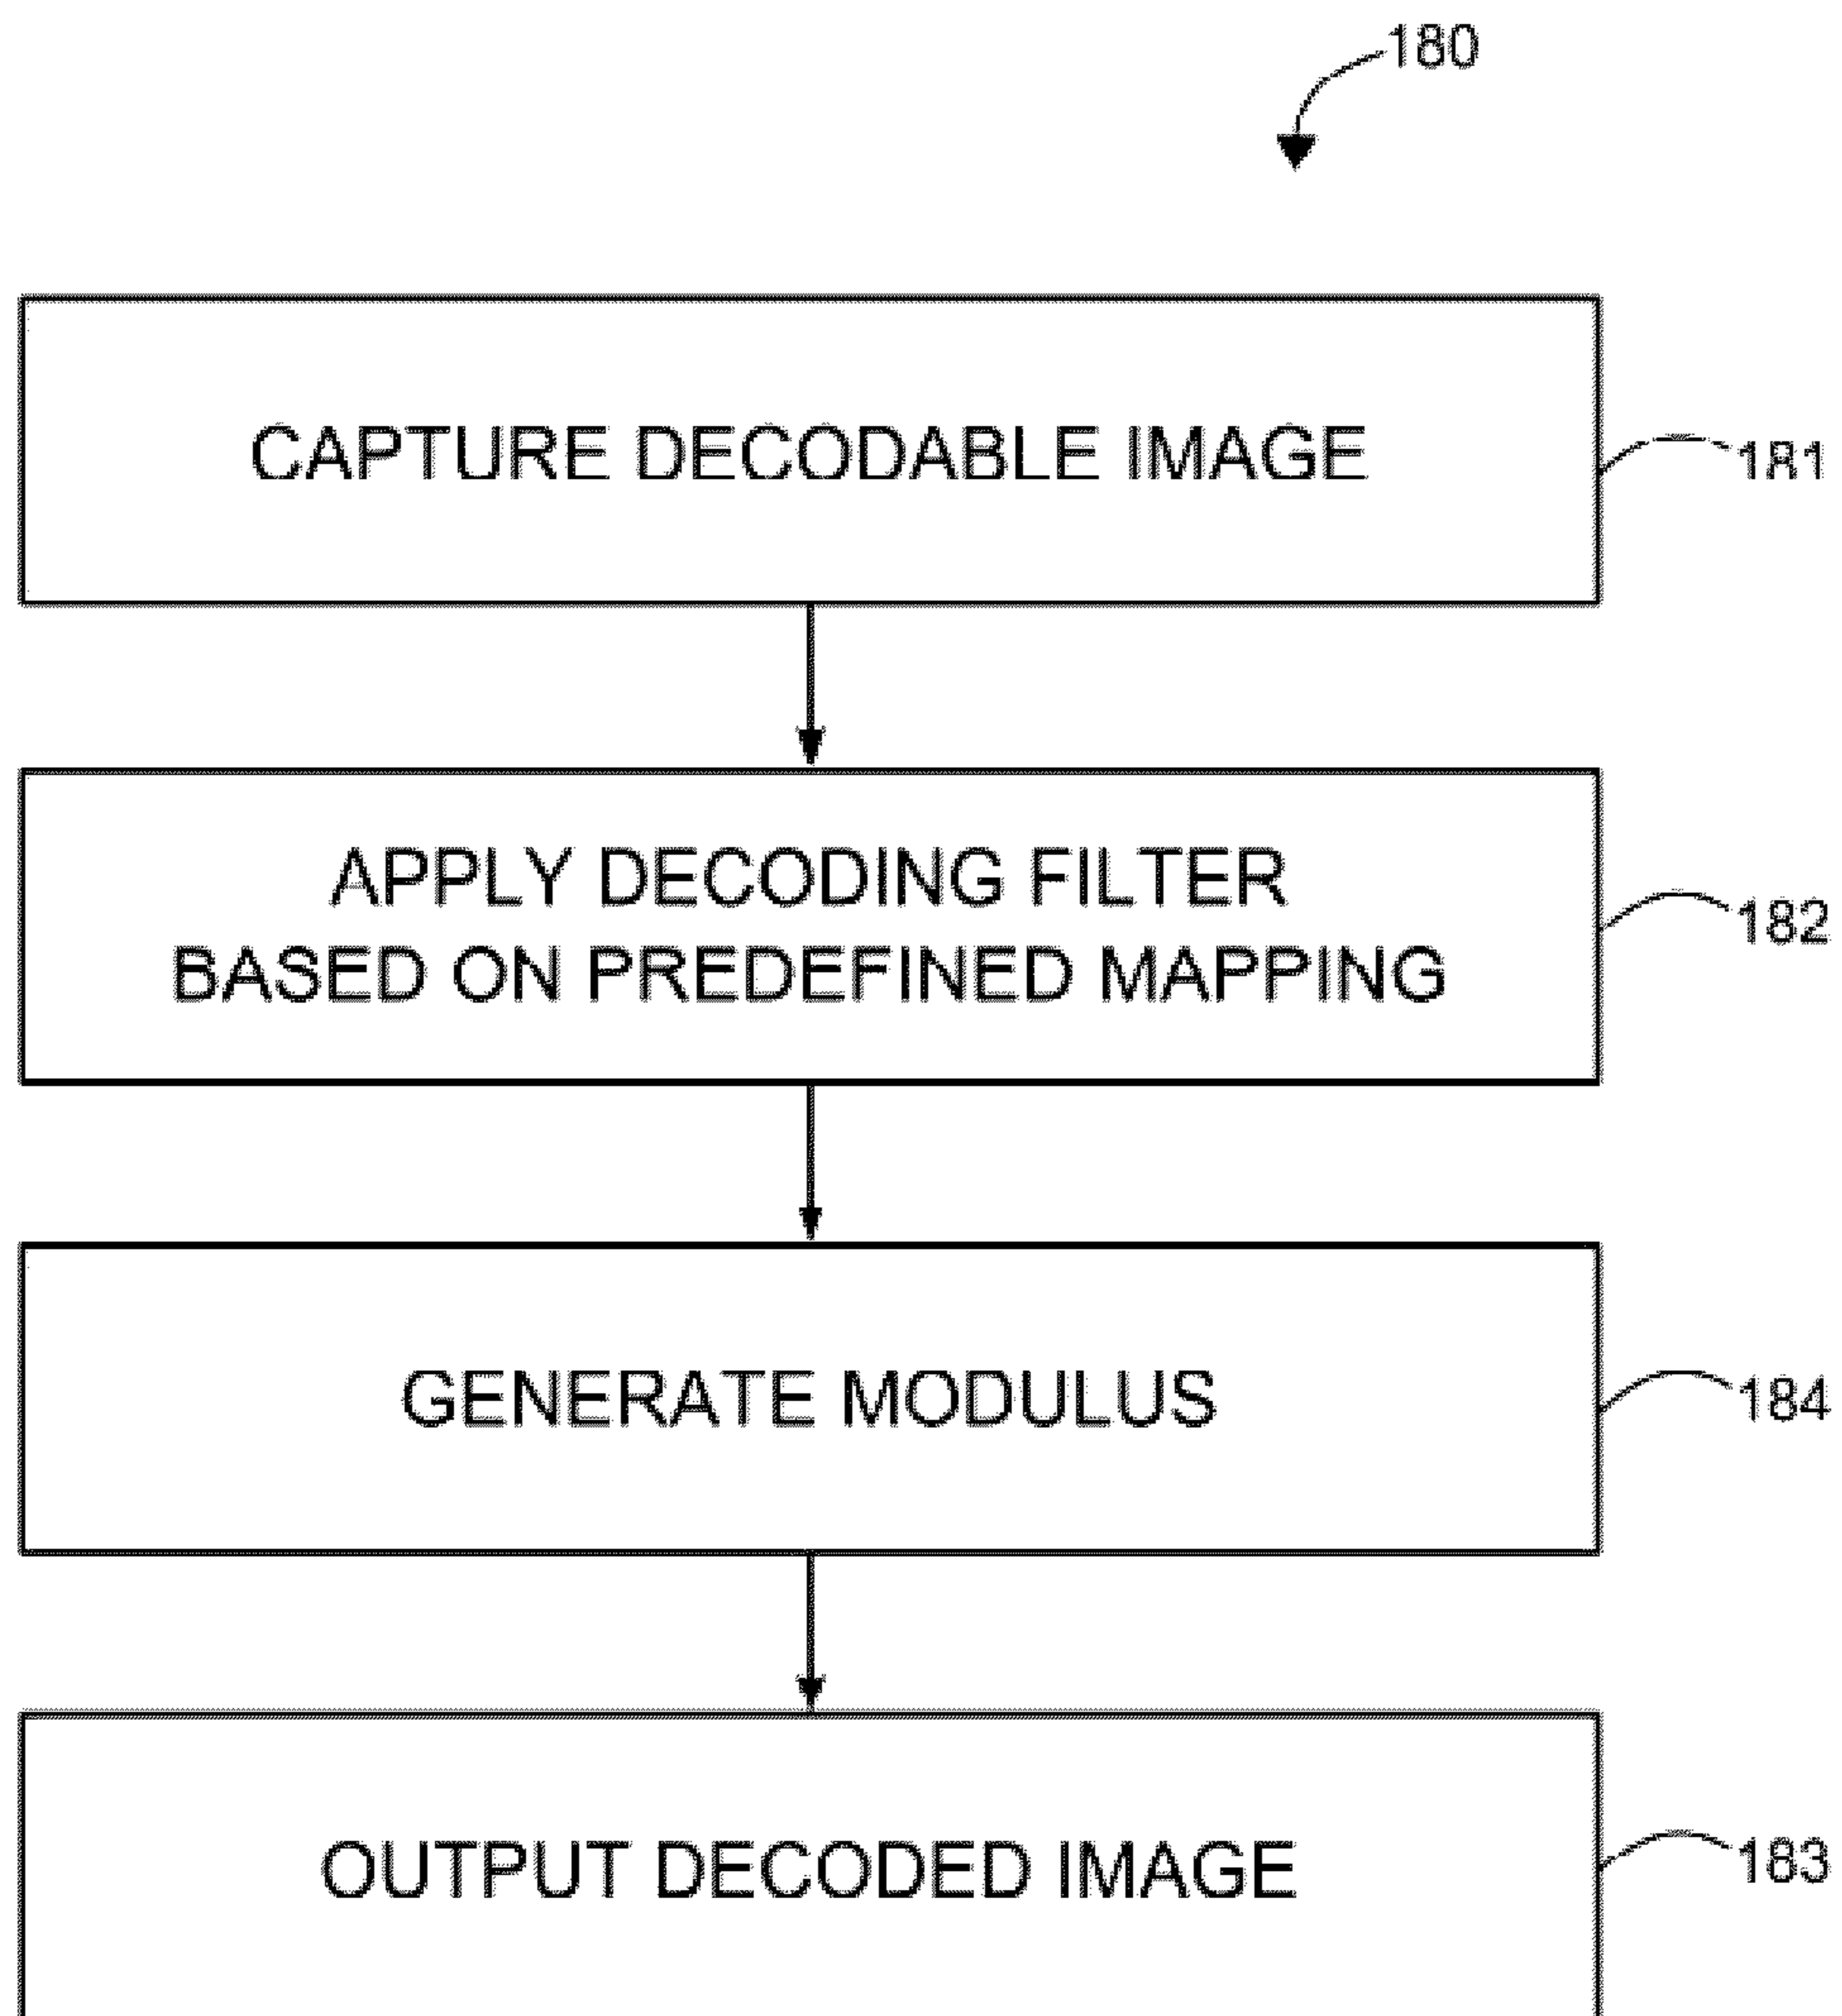 180
CAPTURE DECODABLE IMAGE
181
APPLY DECODING FILTER
BASED ON PREDEFINED MAPPING
182
GENERATE MODULUS
184
OUTPUT DECODED IMAGE
183